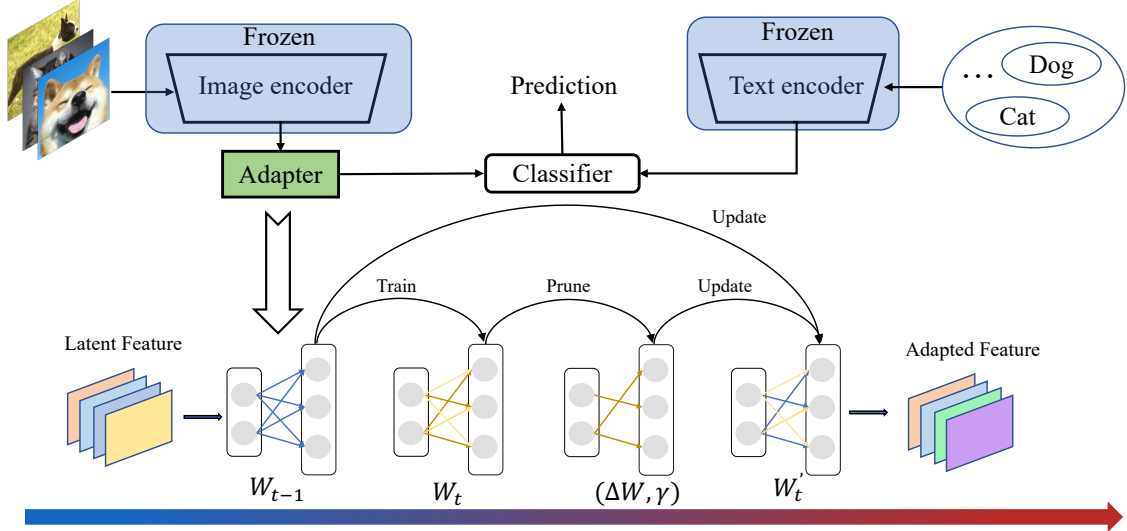 Frozen
Image encoder
Frozen
Text encoder
... Dog
Cat
Prediction
Adapter
Classifier
Update
Train
Prune
Update
Latent Feature
Adapted Feature
W_{t-1}
W_t
(ΔW, γ)
W_t^'